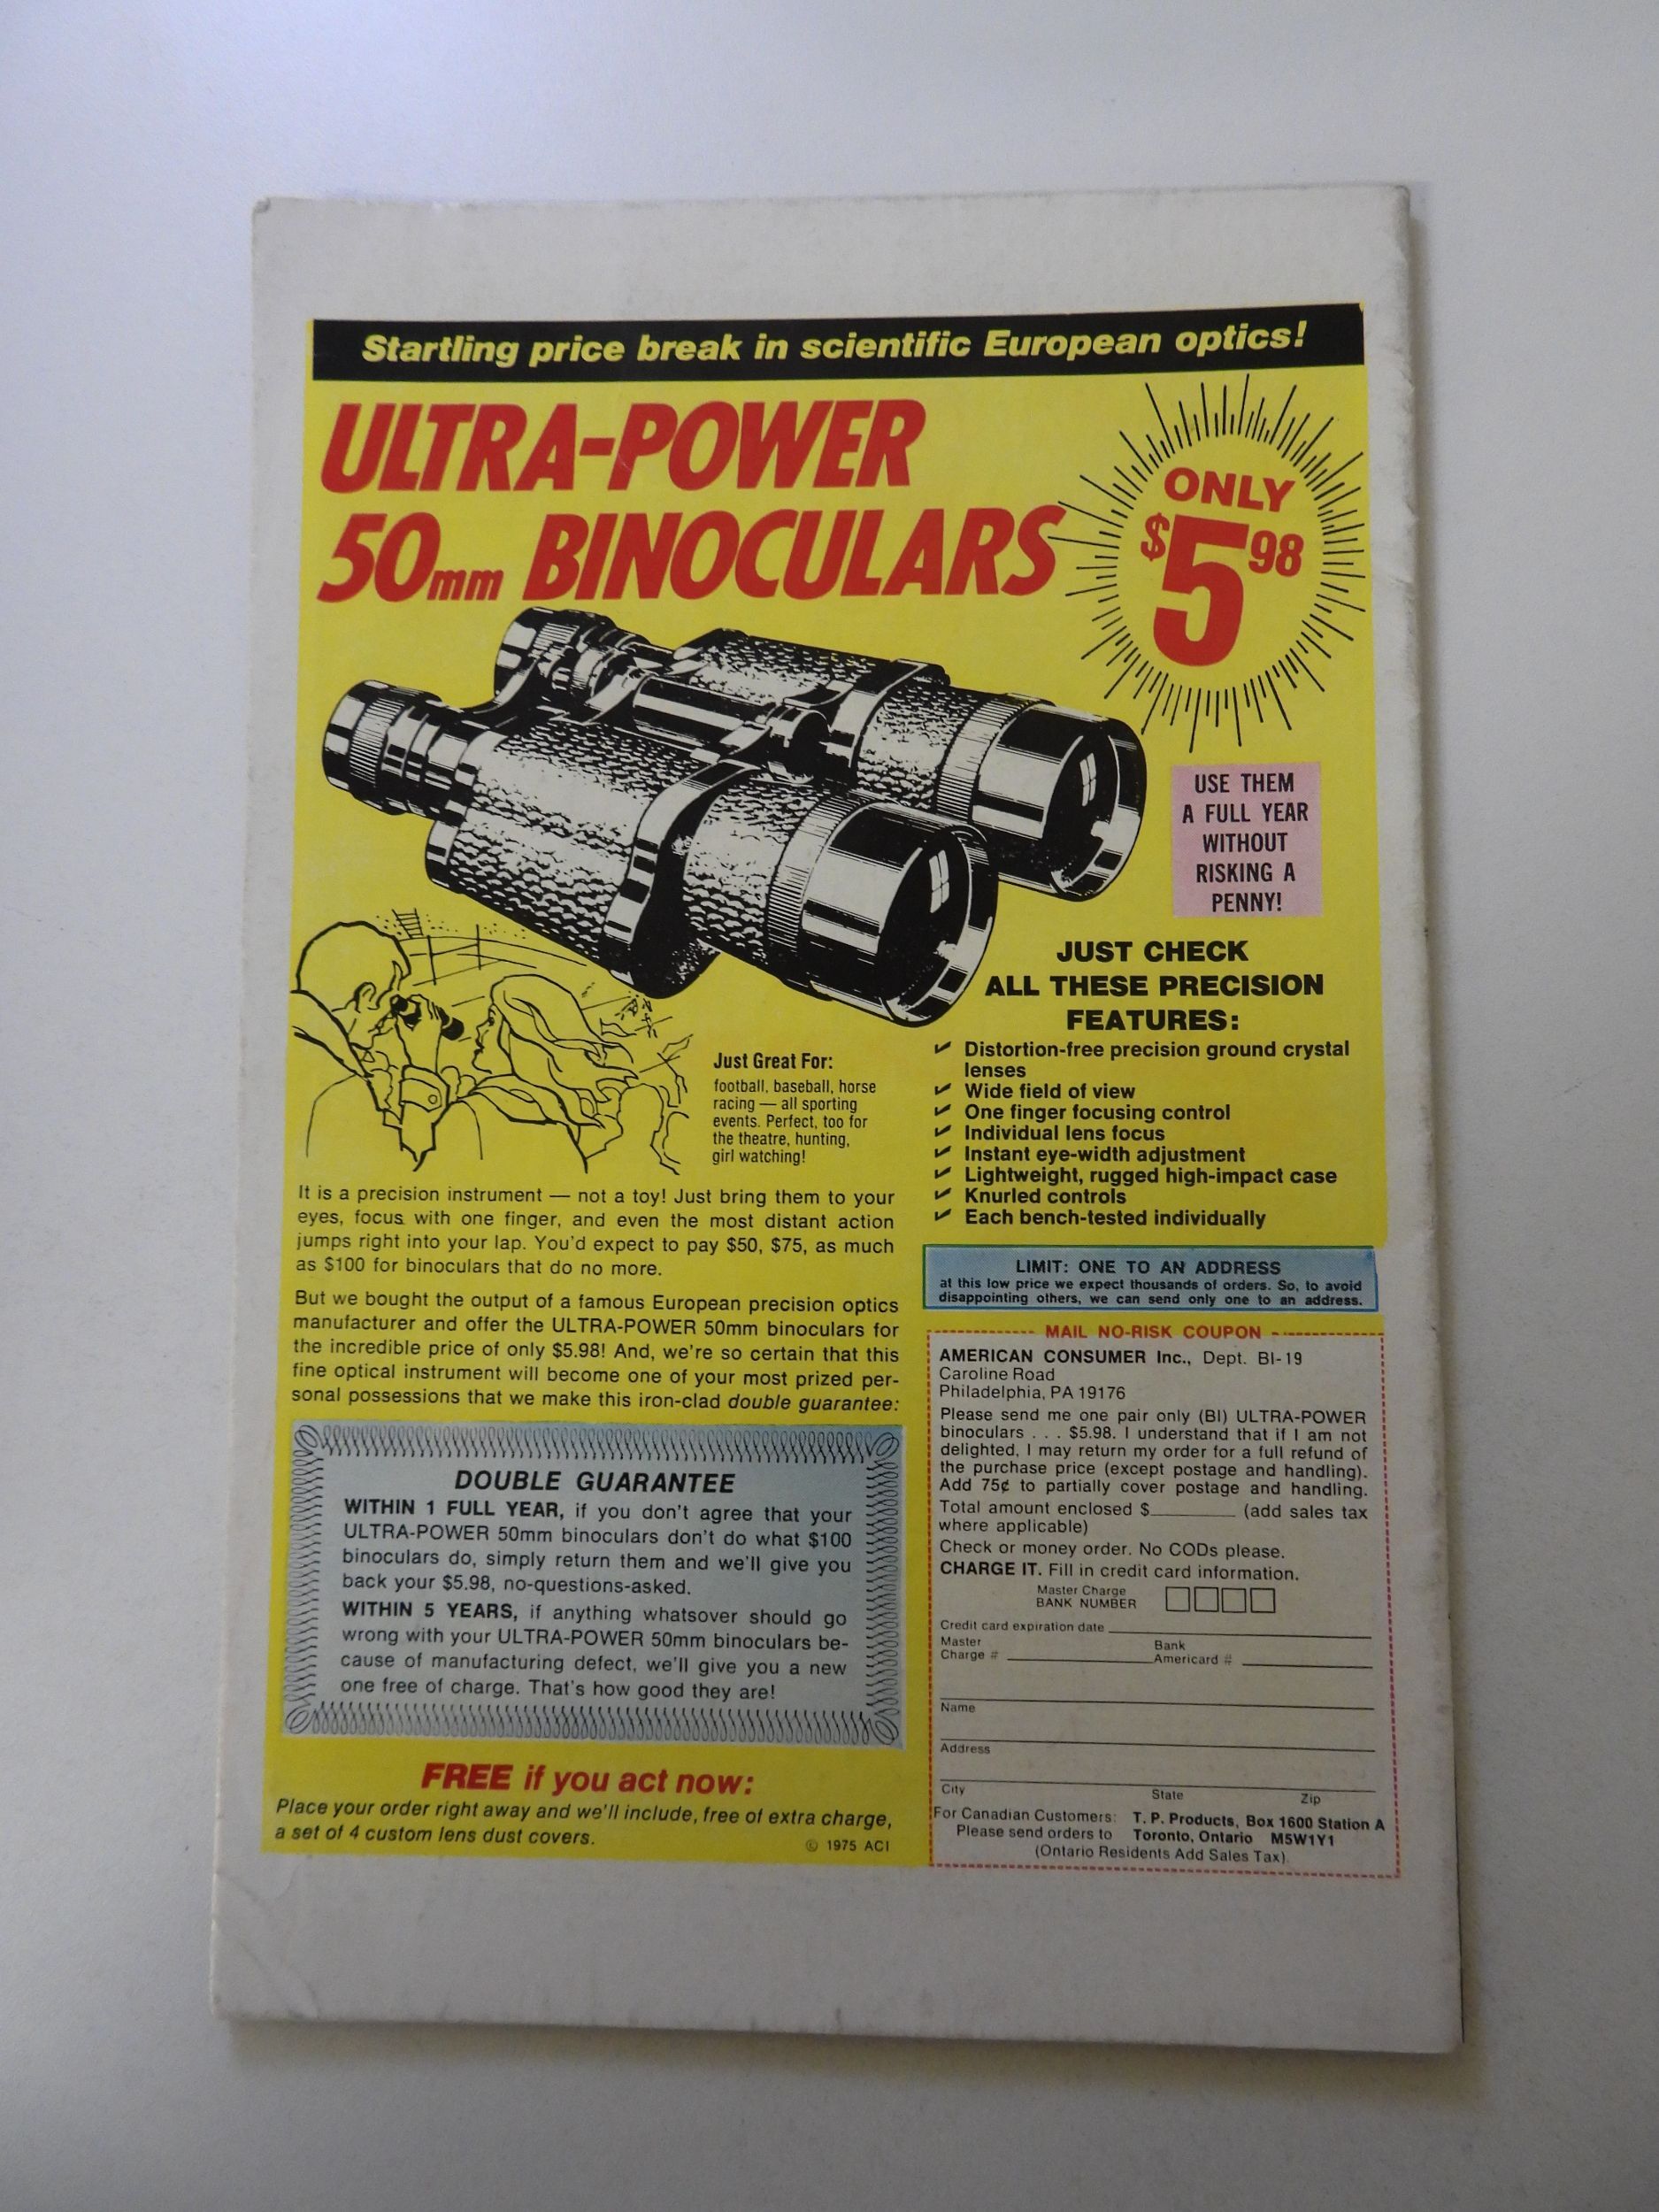 Startling price break in scientific European optics!
ULTRA-POWER
50mm BINOCULARS
ONLY
$5 98
USE THEM
A FULL YEAR
WITHOUT
RISKING A
PENNY!
JUST CHECK
ALL THESE PRECISION
FEATURES:
✔ Distortion-free precision ground crystal
lenses
✔ Wide field of view
✔ One finger focusing control
✔ Individual lens focus
✔ Instant eye-width adjustment
✔ Lightweight, rugged high-impact case
✔ Knurled controls
✔ Each bench-tested individually
Just Great For:
football, baseball, horse
racing — all sporting
events. Perfect, too for
the theatre, hunting,
girl watching!
It is a precision instrument — not a toy! Just bring them to your
eyes, focus with one finger, and even the most distant action
jumps right into your lap. You'd expect to pay $50, $75, as much
as $100 for binoculars that do no more.
But we bought the output of a famous European precision optics
manufacturer and offer the ULTRA-POWER 50mm binoculars for
the incredible price of only $5.98! And, we're so certain that this
fine optical instrument will become one of your most prized per-
sonal possessions that we make this iron-clad double guarantee:
DOUBLE GUARANTEE
WITHIN 1 FULL YEAR, if you don't agree that your
ULTRA-POWER 50mm binoculars don't do what $100
binoculars do, simply return them and we'll give you
back your $5.98, no-questions-asked.
WITHIN 5 YEARS, if anything whatsover should go
wrong with your ULTRA-POWER 50mm binoculars be-
cause of manufacturing defect, we'll give you a new
one free of charge. That's how good they are!
FREE if you act now:
Place your order right away and we'll include, free of extra charge,
a set of 4 custom lens dust covers.
© 1975 ACI
LIMIT: ONE TO AN ADDRESS
at this low price we expect thousands of orders. So, to avoid
disappointing others, we can send only one to an address.
MAIL NO-RISK COUPON
AMERICAN CONSUMER Inc., Dept. BI-19
Caroline Road
Philadelphia, PA 19176
Please send me one pair only (BI) ULTRA-POWER
binoculars . . . $5.98. I understand that if I am not
delighted, I may return my order for a full refund of
the purchase price (except postage and handling).
Add 75¢ to partially cover postage and handling.
Total amount enclosed $________ (add sales tax
where applicable)
Check or money order. No CODs please.
CHARGE IT. Fill in credit card information.
Master Charge
BANK NUMBER
Credit card expiration date
Master Charge #
Bank Americard #
Name
Address
City State Zip
For Canadian Customers: T. P. Products, Box 1600 Station A
Please send orders to Toronto, Ontario M5W1Y1
(Ontario Residents Add Sales Tax)